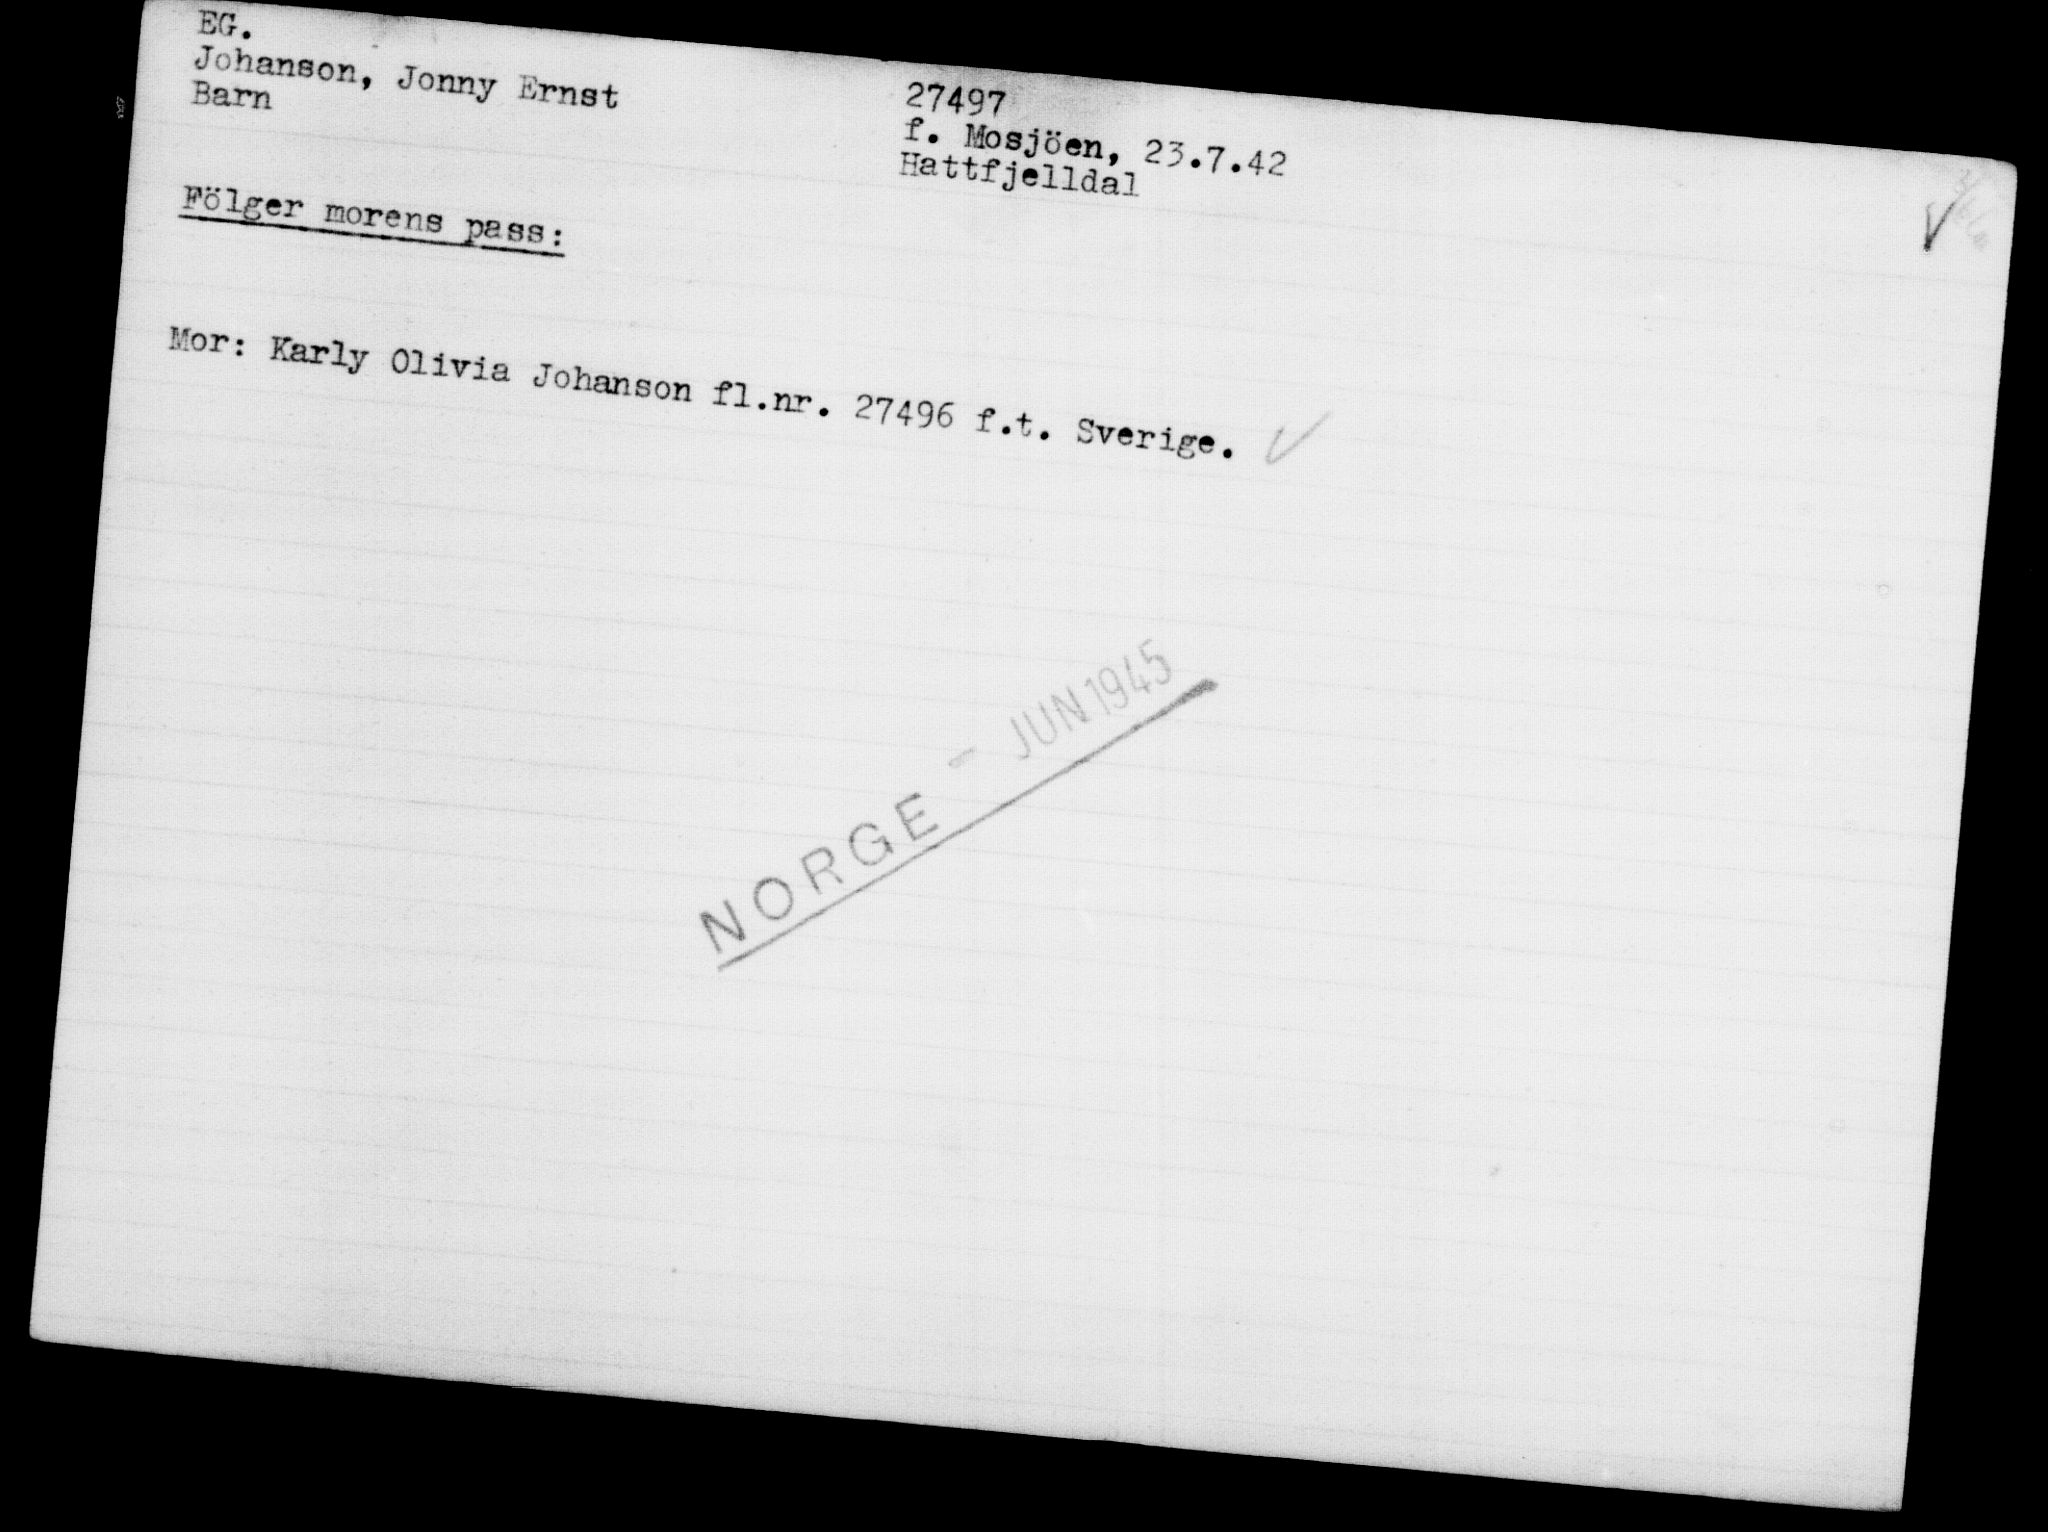 EG.
Johanson, Jonny Ernst
Barn
27497
f. Mosjöen, 23.7.42
Hattfjelldal
Fölger morens pass:
Mor: Karly Olivia Johanson fl.nr. 27496 f.t. Sverige.
NORGE - JUN 1945